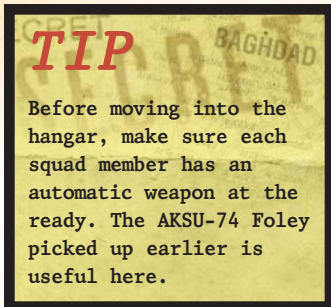 CRET
BAGHDAD
SECRET
TIP
Before moving into the
hangar, make sure each
squad member has an
automatic weapon at the
ready. The AKSU-74 Foley
picked up earlier is
useful here.